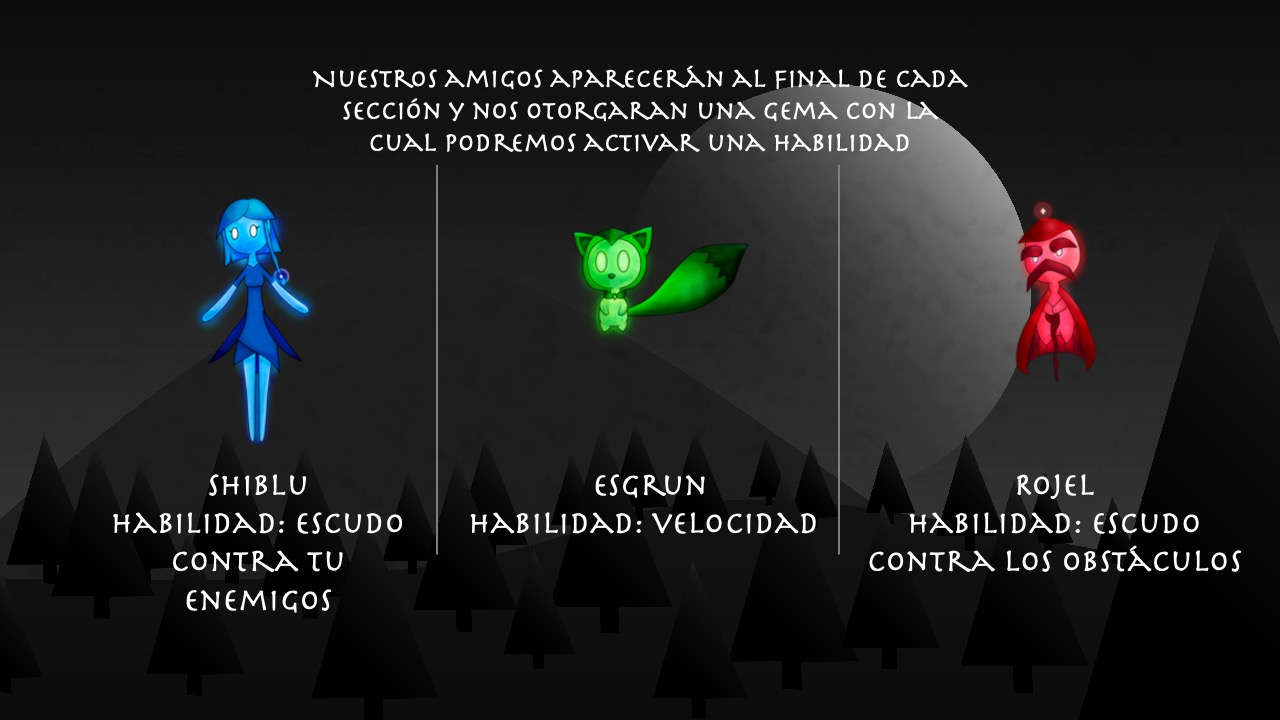 Nuestros amigos aparecerán al final de cada
sección y nos otorgaran una gema con la
cual podremos activar una habilidad
Shiblu
Habilidad: Escudo
contra tu
enemigos
Esgrun
Habilidad: Velocidad
Rojel
Habilidad: Escudo
contra los obstáculos